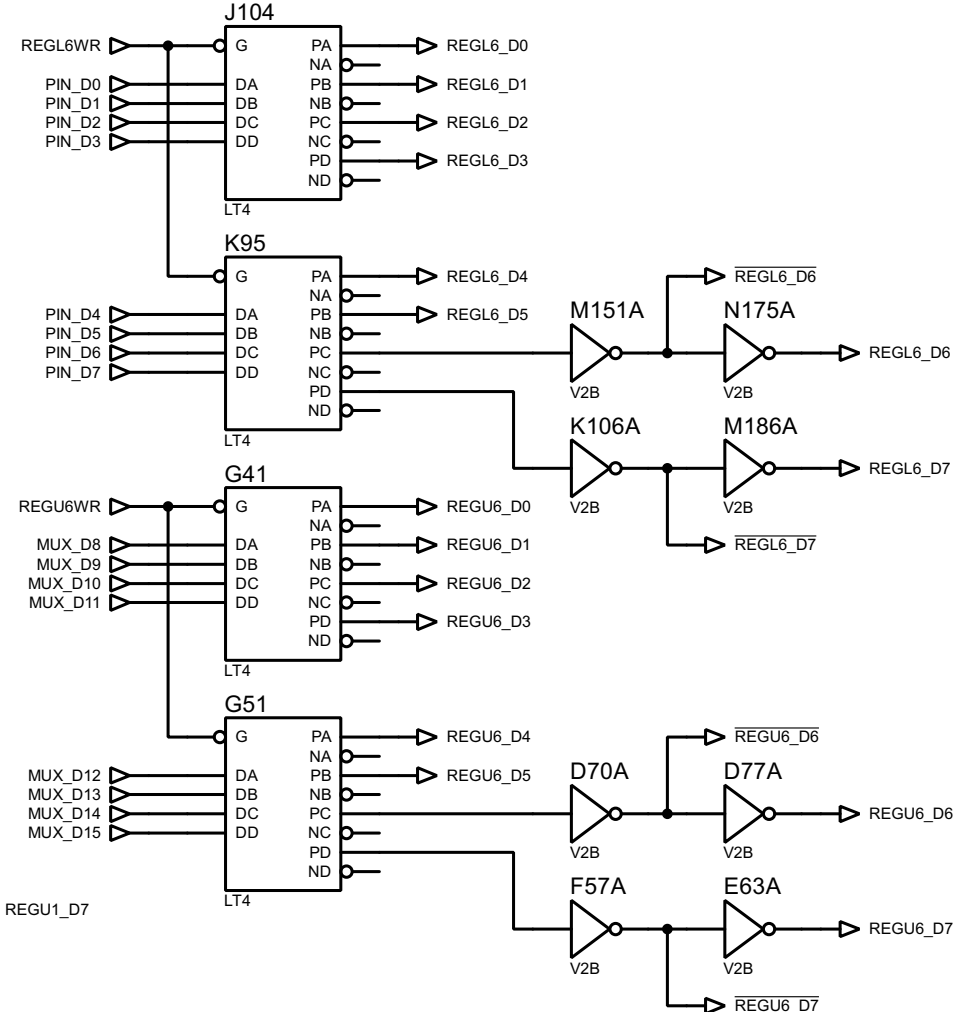 J104
REGL6WR G PA REGL6_D0
NA
PIN_D0 DA PB REGL6_D1
PIN_D1 DB NB
PIN_D2 DC PC REGL6_D2
PIN_D3 DD NC
PD REGL6_D3
ND
LT4
K95
G PA REGL6_D4 REGL6_D6
NA
PIN_D4 DA PB REGL6_D5 M151A N175A
PIN_D5 DB NB
PIN_D6 DC PC REGL6_D6
PIN_D7 DD NC
PD V2B V2B
ND
LT4 K106A M186A
REGL6_D7
G41
REGU6WR G PA REGU6_D0 V2B V2B
NA
MUX_D8 DA PB REGU6_D1 REGL6_D7
MUX_D9 DB NB
MUX_D10 DC PC REGU6_D2
MUX_D11 DD NC
PD REGU6_D3
ND
LT4
G51
G PA REGU6_D4 REGU6_D6
NA
MUX_D12 DA PB REGU6_D5 D70A D77A
MUX_D13 DB NB
MUX_D14 DC PC REGU6_D6
MUX_D15 DD NC
PD V2B V2B
ND
LT4 F57A E63A
REGU1_D7
REGU6_D7
V2B V2B
REGU6_D7